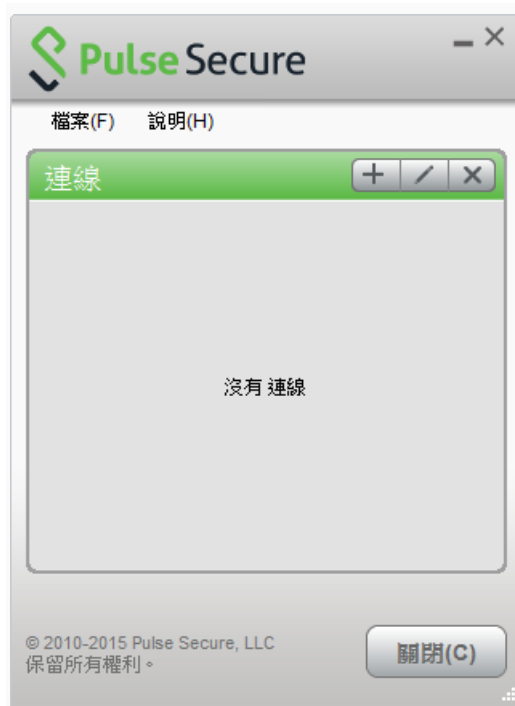 Pulse Secure
檔案(F) 說明(H)
連線
沒有 連線
© 2010-2015 Pulse Secure, LLC
保留所有權利。
關閉(C)